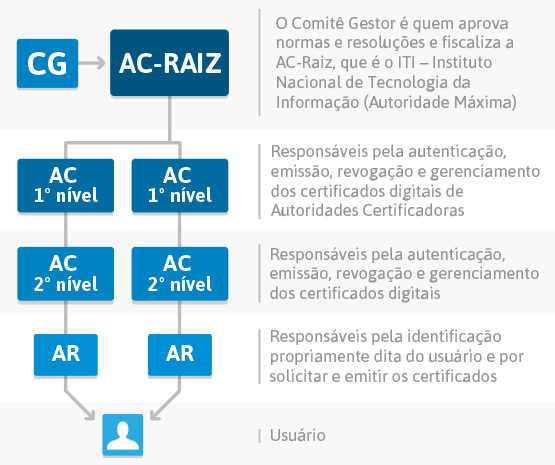 CG
AC-RAIZ
O Comitê Gestor é quem aprova
normas e resoluções e fiscaliza a
AC-Raiz, que é o ITI – Instituto
Nacional de Tecnologia da
Informação (Autoridade Máxima)
AC
1° nível
AC
1° nível
Responsáveis pela autenticação,
emissão, revogação e gerenciamento
dos certificados digitais de
Autoridades Certificadoras
AC
2° nível
AC
2° nível
Responsáveis pela autenticação,
emissão, revogação e gerenciamento
dos certificados digitais
AR
AR
Responsáveis pela identificação
propriamente dita do usuário e por
solicitar e emitir os certificados
Usuário